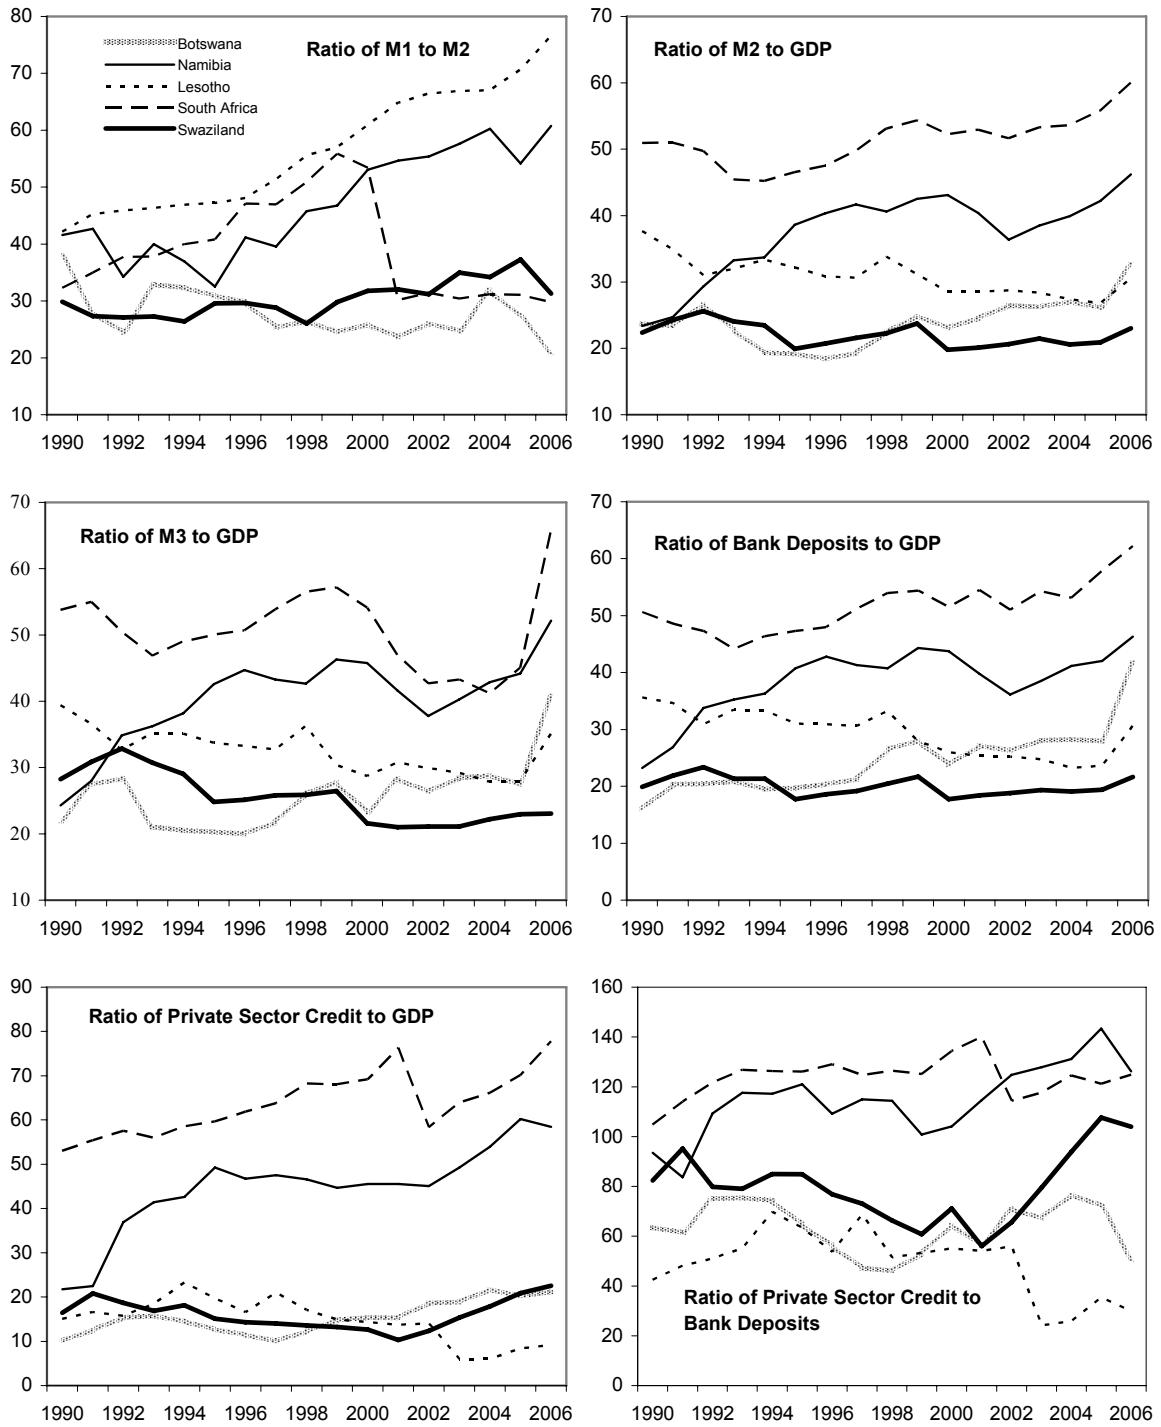 Ratio of M1 to M2
Botswana
Namibia
Lesotho
South Africa
Swaziland
80
70
60
50
40
30
20
10
1990 1992 1994 1996 1998 2000 2002 2004 2006
Ratio of M2 to GDP
70
60
50
40
30
20
10
1990 1992 1994 1996 1998 2000 2002 2004 2006
Ratio of M3 to GDP
70
60
50
40
30
20
10
1990 1992 1994 1996 1998 2000 2002 2004 2006
Ratio of Bank Deposits to GDP
70
60
50
40
30
20
10
0
1990 1992 1994 1996 1998 2000 2002 2004 2006
Ratio of Private Sector Credit to GDP
90
80
70
60
50
40
30
20
10
0
1990 1992 1994 1996 1998 2000 2002 2004 2006
160
140
120
100
80
60
40
20
0
Ratio of Private Sector Credit to
Bank Deposits
1990 1992 1994 1996 1998 2000 2002 2004 2006